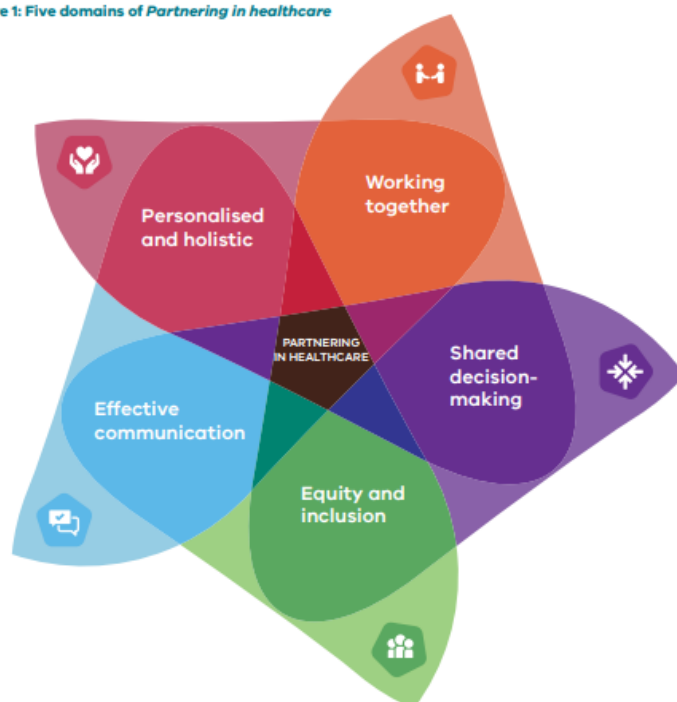 e 1: Five domains of Partnering in healthcare
Working
together
Personalised
and holistic
PARTNERING
IN HEALTHCARE
Shared
decision-
making
Effective
communication
Equity and
inclusion